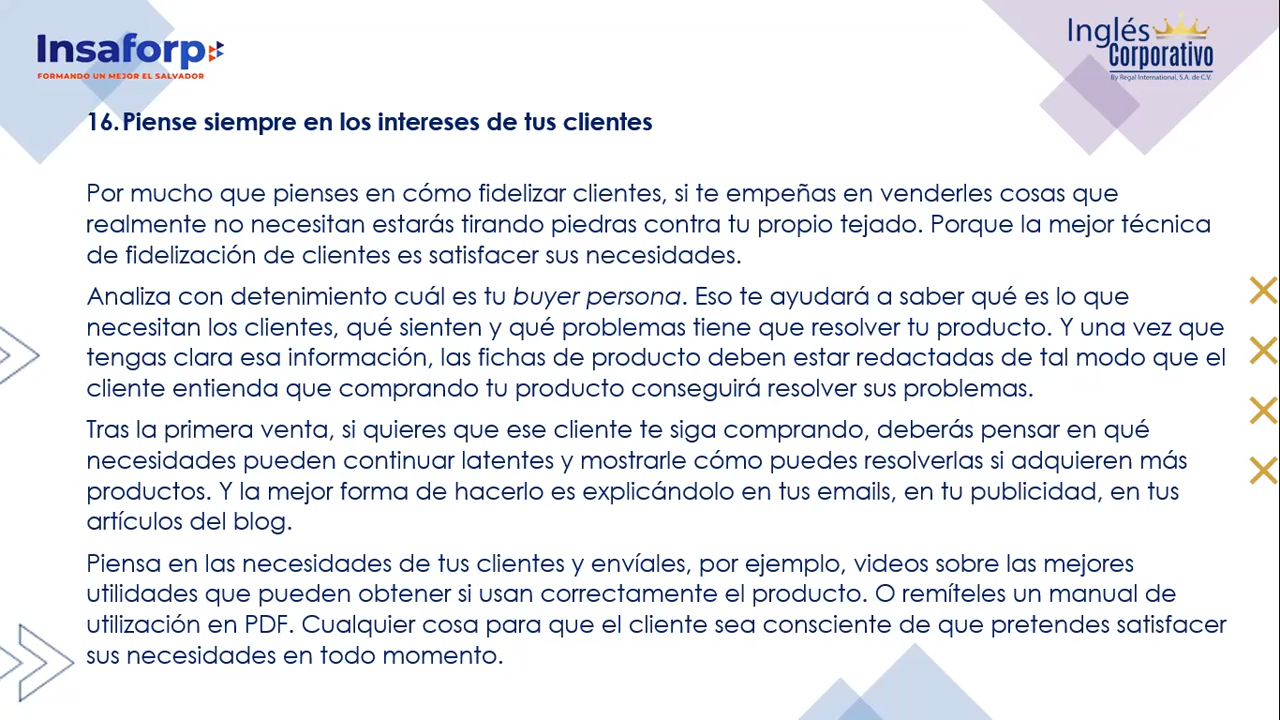 Insaforp
FORMANDO UN MEJOR EL SALVADOR
Inglés
Corporativo
By Regal International, S.A. de C.V.
16. Piense siempre en los intereses de tus clientes
Por mucho que pienses en cómo fidelizar clientes, si te empeñas en venderles cosas que
realmente no necesitan estarás tirando piedras contra tu propio tejado. Porque la mejor técnica
de fidelización de clientes es satisfacer sus necesidades.
Analiza con detenimiento cuál es tu buyer persona. Eso te ayudará a saber qué es lo que
necesitan los clientes, qué sienten y qué problemas tiene que resolver tu producto. Y una vez que
tengas clara esa información, las fichas de producto deben estar redactadas de tal modo que el
cliente entienda que comprando tu producto conseguirá resolver sus problemas.
Tras la primera venta, si quieres que ese cliente te siga comprando, deberás pensar en qué
necesidades pueden continuar latentes y mostrarle cómo puedes resolverlas si adquieren más
productos. Y la mejor forma de hacerlo es explicándolo en tus emails, en tu publicidad, en tus
artículos del blog.
Piensa en las necesidades de tus clientes y envíales, por ejemplo, videos sobre las mejores
utilidades que pueden obtener si usan correctamente el producto. O remíteles un manual de
utilización en PDF. Cualquier cosa para que el cliente sea consciente de que pretendes satisfacer
sus necesidades en todo momento.